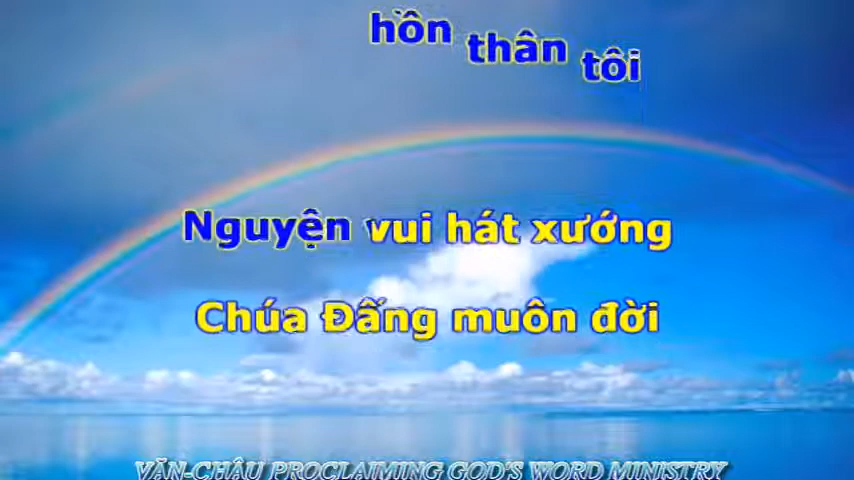 hồn thân tôi
Nguyện vui hát xướng
Chúa Đấng muôn đời
VĂN-CHÂU PROCLAIMING GOD'S WORD MINISTRY